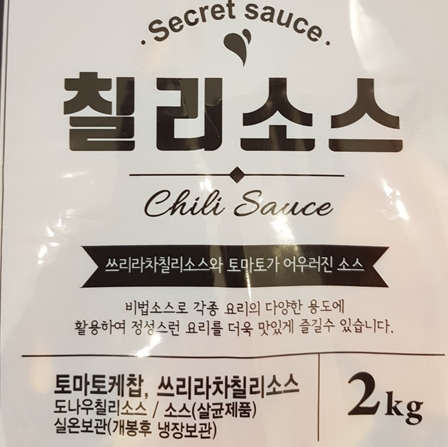 · Secret sauce ·
칠리소스
Chili Sauce
쓰리라차칠리소스와 토마토가 어우러진 소스
비법소스로 각종 요리의 다양한 용도에
활용하여 정성스런 요리를 더욱 맛있게 즐길수 있습니다.
토마토케찹, 쓰리라차칠리소스
도나우칠리소스 / 소스(살균제품)
실온보관(개봉후 냉장보관)
2kg